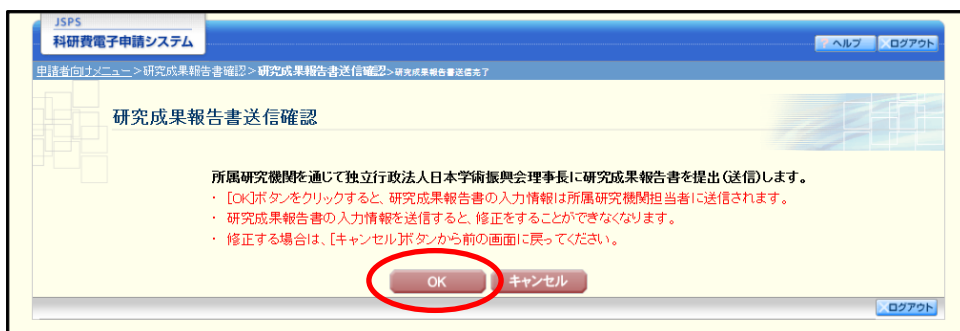 JSPS
科研費電子申請システム
? ヘルプ ×ログアウト
申請者向けメニュー>研究成果報告書確認>研究成果報告書送信確認>研究成果報告書送信完了
研究成果報告書送信確認
所属研究機関を通じて独立行政法人日本学術振興会理事長に研究成果報告書を提出(送信)します。
・ [OK]ボタンをクリックすると、研究成果報告書の入力情報は所属研究機関担当者に送信されます。
・ 研究成果報告書の入力情報を送信すると、修正をすることができなくなります。
・ 修正する場合は、[キャンセル]ボタンから前の画面に戻ってください。
OK キャンセル
×ログアウト